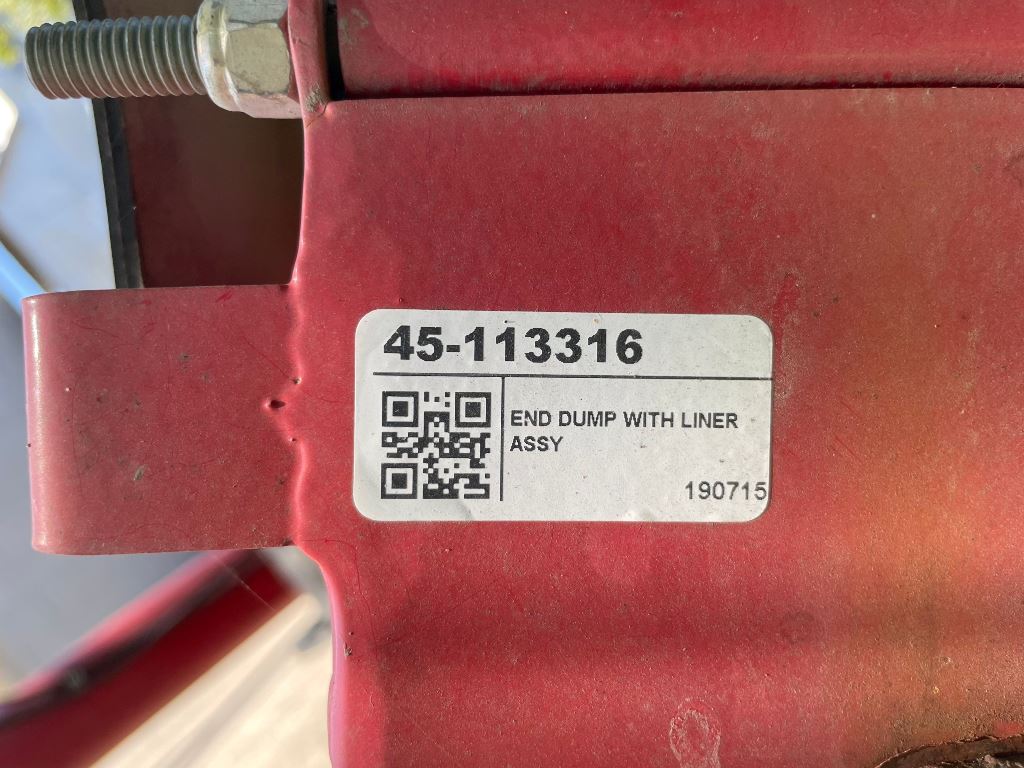 45-113316
END DUMP WITH LINER
ASSY
190715